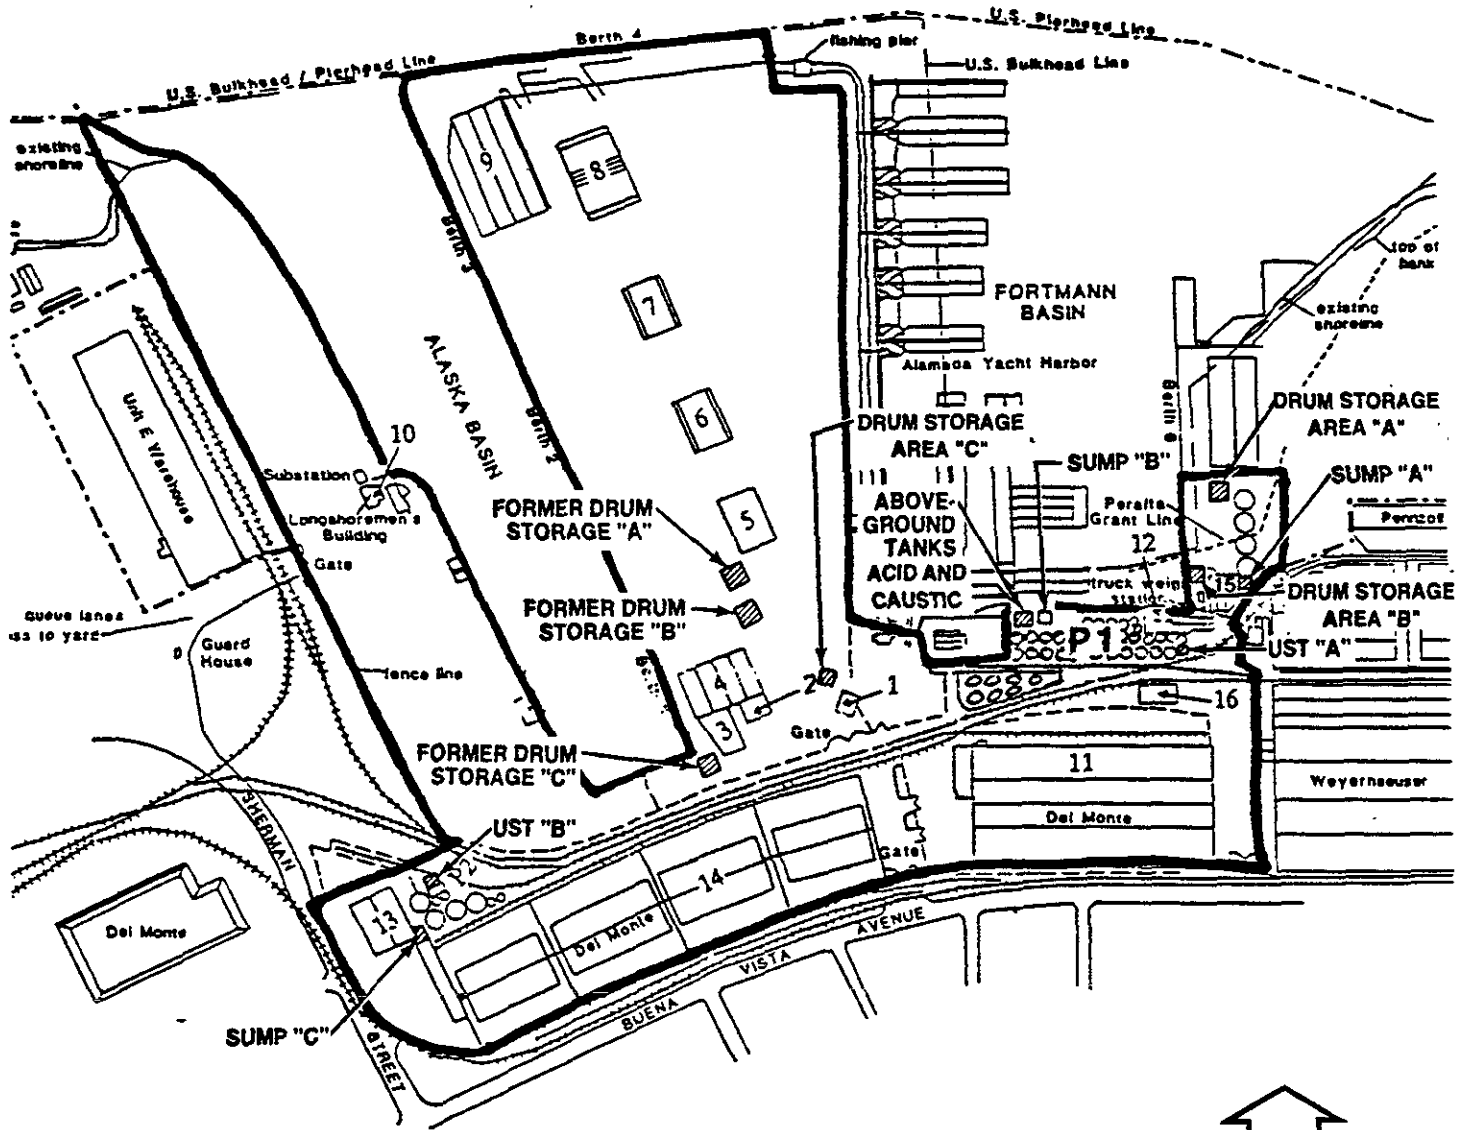 U.S. Pierhead Line
Berth 4
fishing pier
U.S. Bulkhead Line
U.S. Bulkhead / Pierhead Line
existing
shoreline
9
8
Berth 3
top of
bank
7
FORTMANN
BASIN
existing
shoreline
ALASKA BASIN
Alameda Yacht Harbor
Unit E Warehouse
6
Berth 2
Berth 6
DRUM STORAGE
AREA "C"
DRUM STORAGE
AREA "A"
10
Substation
SUMP "B"
SUMP "A"
Longshoremen's
Building
FORMER DRUM
STORAGE "A"
5
ABOVE-
GROUND
TANKS
ACID AND
CAUSTIC
Peralta
Grant Line
Pennzoil
12
Gate
truck weigh
station
15
DRUM STORAGE
AREA "B"
FORMER DRUM
STORAGE "B"
queue lanes
to yard
Guard
House
P1
UST "A"
fence line
4
2
1
16
3
Gate
FORMER DRUM
STORAGE "C"
11
Weyerhaeuser
SHERMAN
Del Monte
UST "B"
Gate
14
13
Del Monte
Del Monte
AVENUE
VISTA
BUENA
SUMP "C"
STREET